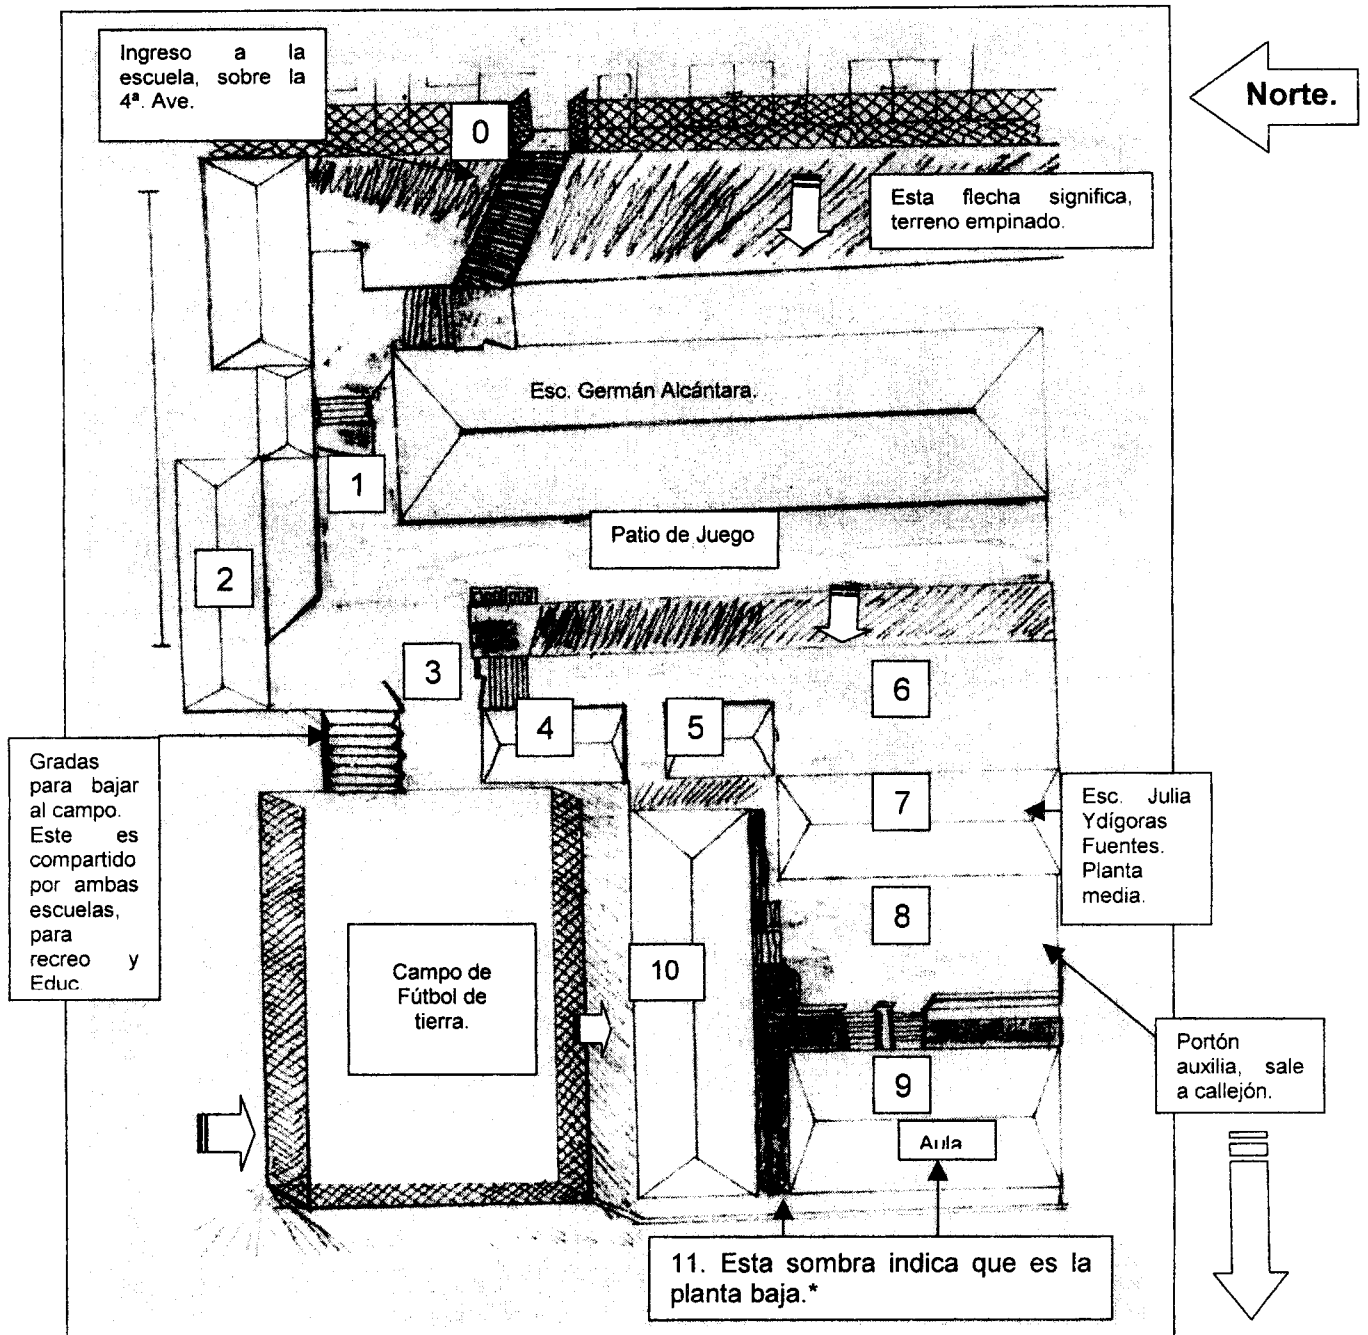 Ingreso a la
escuela, sobre la
4ª. Ave.
0
Norte.
Esta flecha significa,
terreno empinado.
Esc. Germán Alcántara.
1
Patio de Juego
2
3
6
4
5
Gradas
para bajar
al campo.
Este es
compartido
por ambas
escuelas,
para
recreo y
Educ
7
Esc. Julia
Ydígoras
Fuentes.
Planta
media.
8
Campo de
Fútbol de
tierra.
10
Portón
auxilia, sale
a callejón.
9
Aula
11. Esta sombra indica que es la
planta baja.*